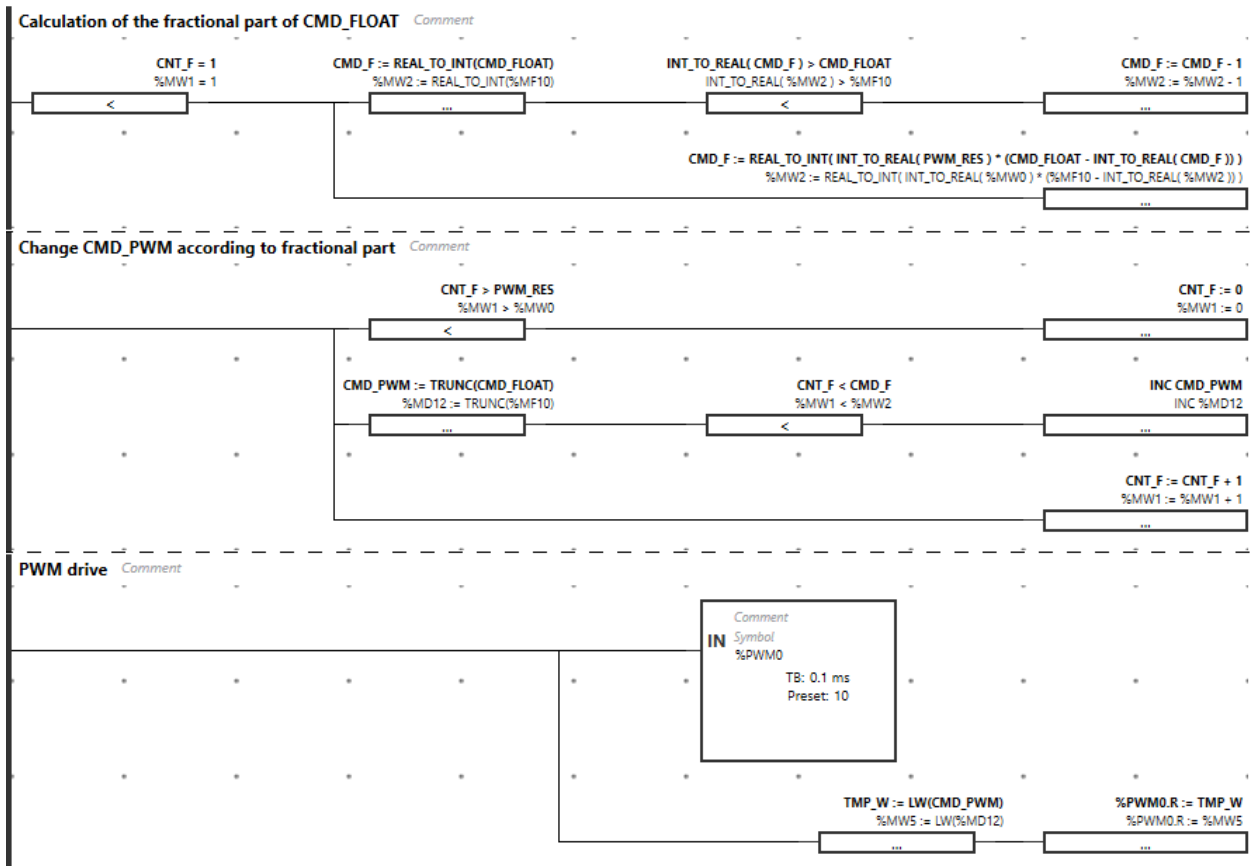 Calculation of the fractional part of CMD_FLOAT Comment
CNT_F = 1
%MW1 = 1
<
CMD_F := REAL_TO_INT(CMD_FLOAT)
%MW2 := REAL_TO_INT(%MF10)
...
INT_TO_REAL( CMD_F ) > CMD_FLOAT
INT_TO_REAL( %MW2 ) > %MF10
<
CMD_F := CMD_F - 1
%MW2 := %MW2 - 1
...
CMD_F := REAL_TO_INT( INT_TO_REAL( PWM_RES ) * (CMD_FLOAT - INT_TO_REAL( CMD_F )) )
%MW2 := REAL_TO_INT( INT_TO_REAL( %MW0 ) * (%MF10 - INT_TO_REAL( %MW2 )) )
...
Change CMD_PWM according to fractional part Comment
CNT_F > PWM_RES
%MW1 > %MW0
<
CNT_F := 0
%MW1 := 0
...
CMD_PWM := TRUNC(CMD_FLOAT)
%MD12 := TRUNC(%MF10)
...
CNT_F < CMD_F
%MW1 < %MW2
<
INC CMD_PWM
INC %MD12
...
CNT_F := CNT_F + 1
%MW1 := %MW1 + 1
...
PWM drive Comment
Comment
IN Symbol
%PWM0
TB: 0.1 ms
Preset: 10
TMP_W := LW(CMD_PWM)
%MW5 := LW(%MD12)
...
%PWM0.R := TMP_W
%PWM0.R := %MW5
...